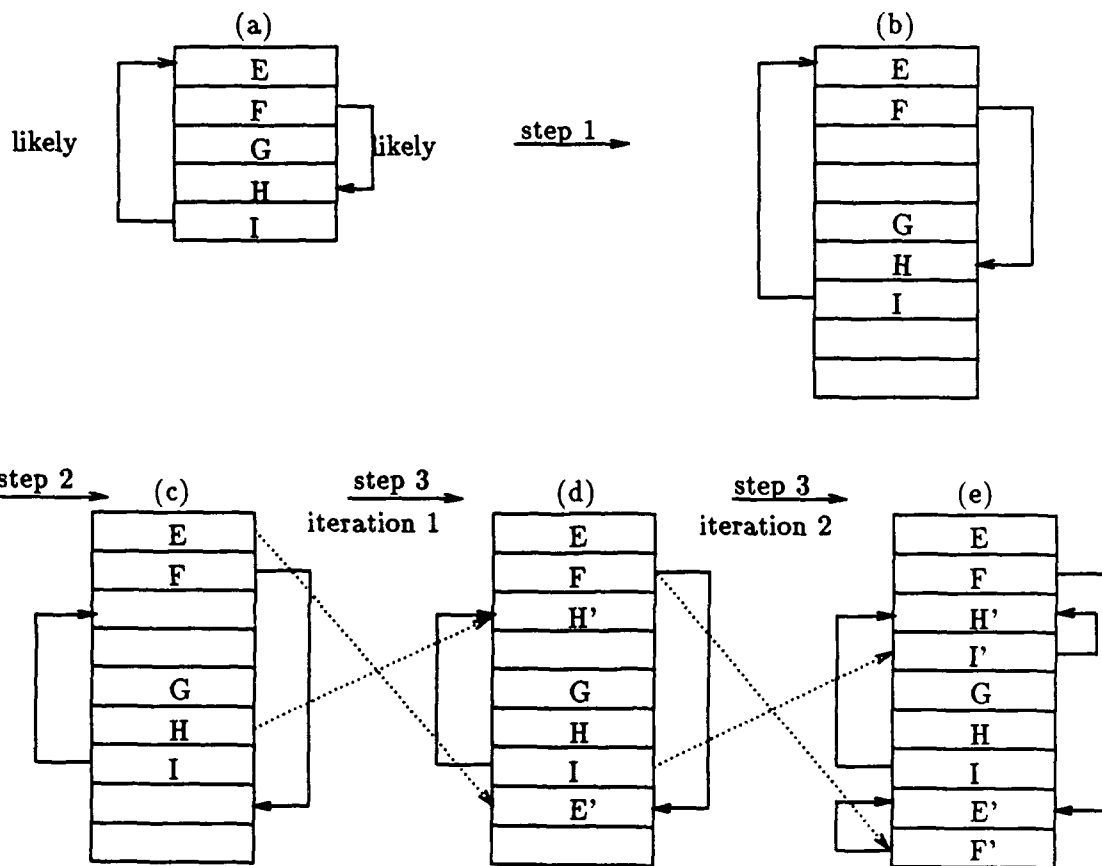 (a)
E
F
G
H
I
likely
likely
step 1
(b)
E
F
G
H
I
step 2
(c)
E
F
G
H
I
step 3
iteration 1
(d)
E
F
H'
G
H
I
E'
step 3
iteration 2
(e)
E
F
H'
I'
G
H
I
E'
F'